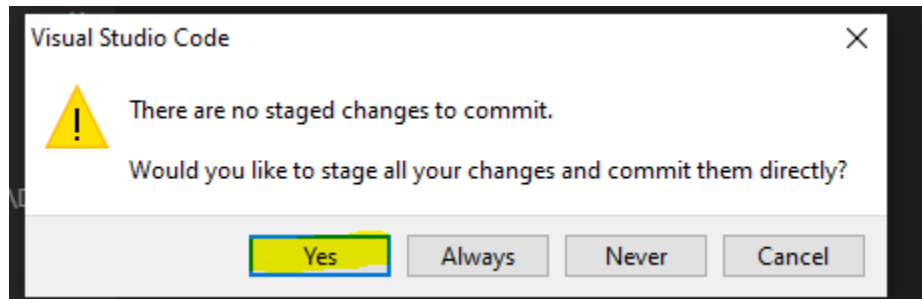 Visual Studio Code
There are no staged changes to commit.
Would you like to stage all your changes and commit them directly?
Yes Always Never Cancel